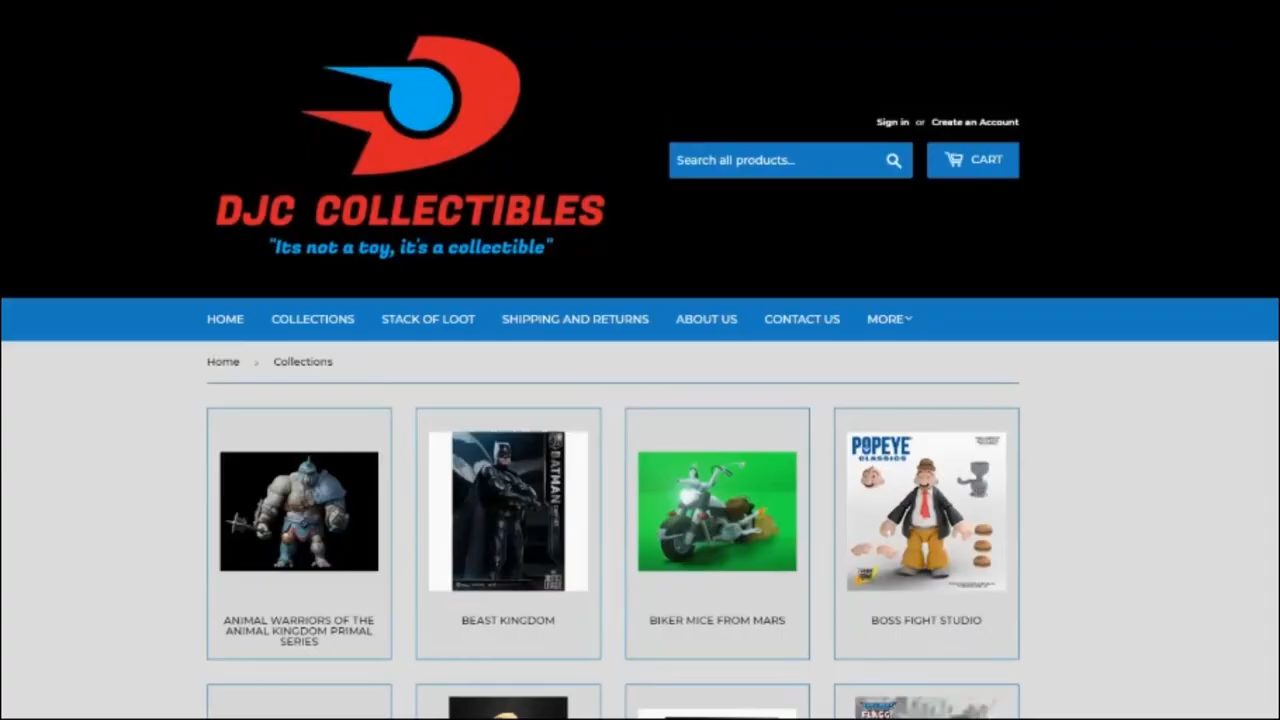 Sign in or Create an Account
Search all products...
CART
DJC COLLECTIBLES
"Its not a toy, it's a collectible"
HOME COLLECTIONS STACK OF LOOT SHIPPING AND RETURNS ABOUT US CONTACT US MORE
Home › Collections
BATMAN
POPEYE
CLASSICS
ANIMAL WARRIORS OF THE
ANIMAL KINGDOM PRIMAL
SERIES
BEAST KINGDOM
BIKER MICE FROM MARS
BOSS FIGHT STUDIO
FLAGG